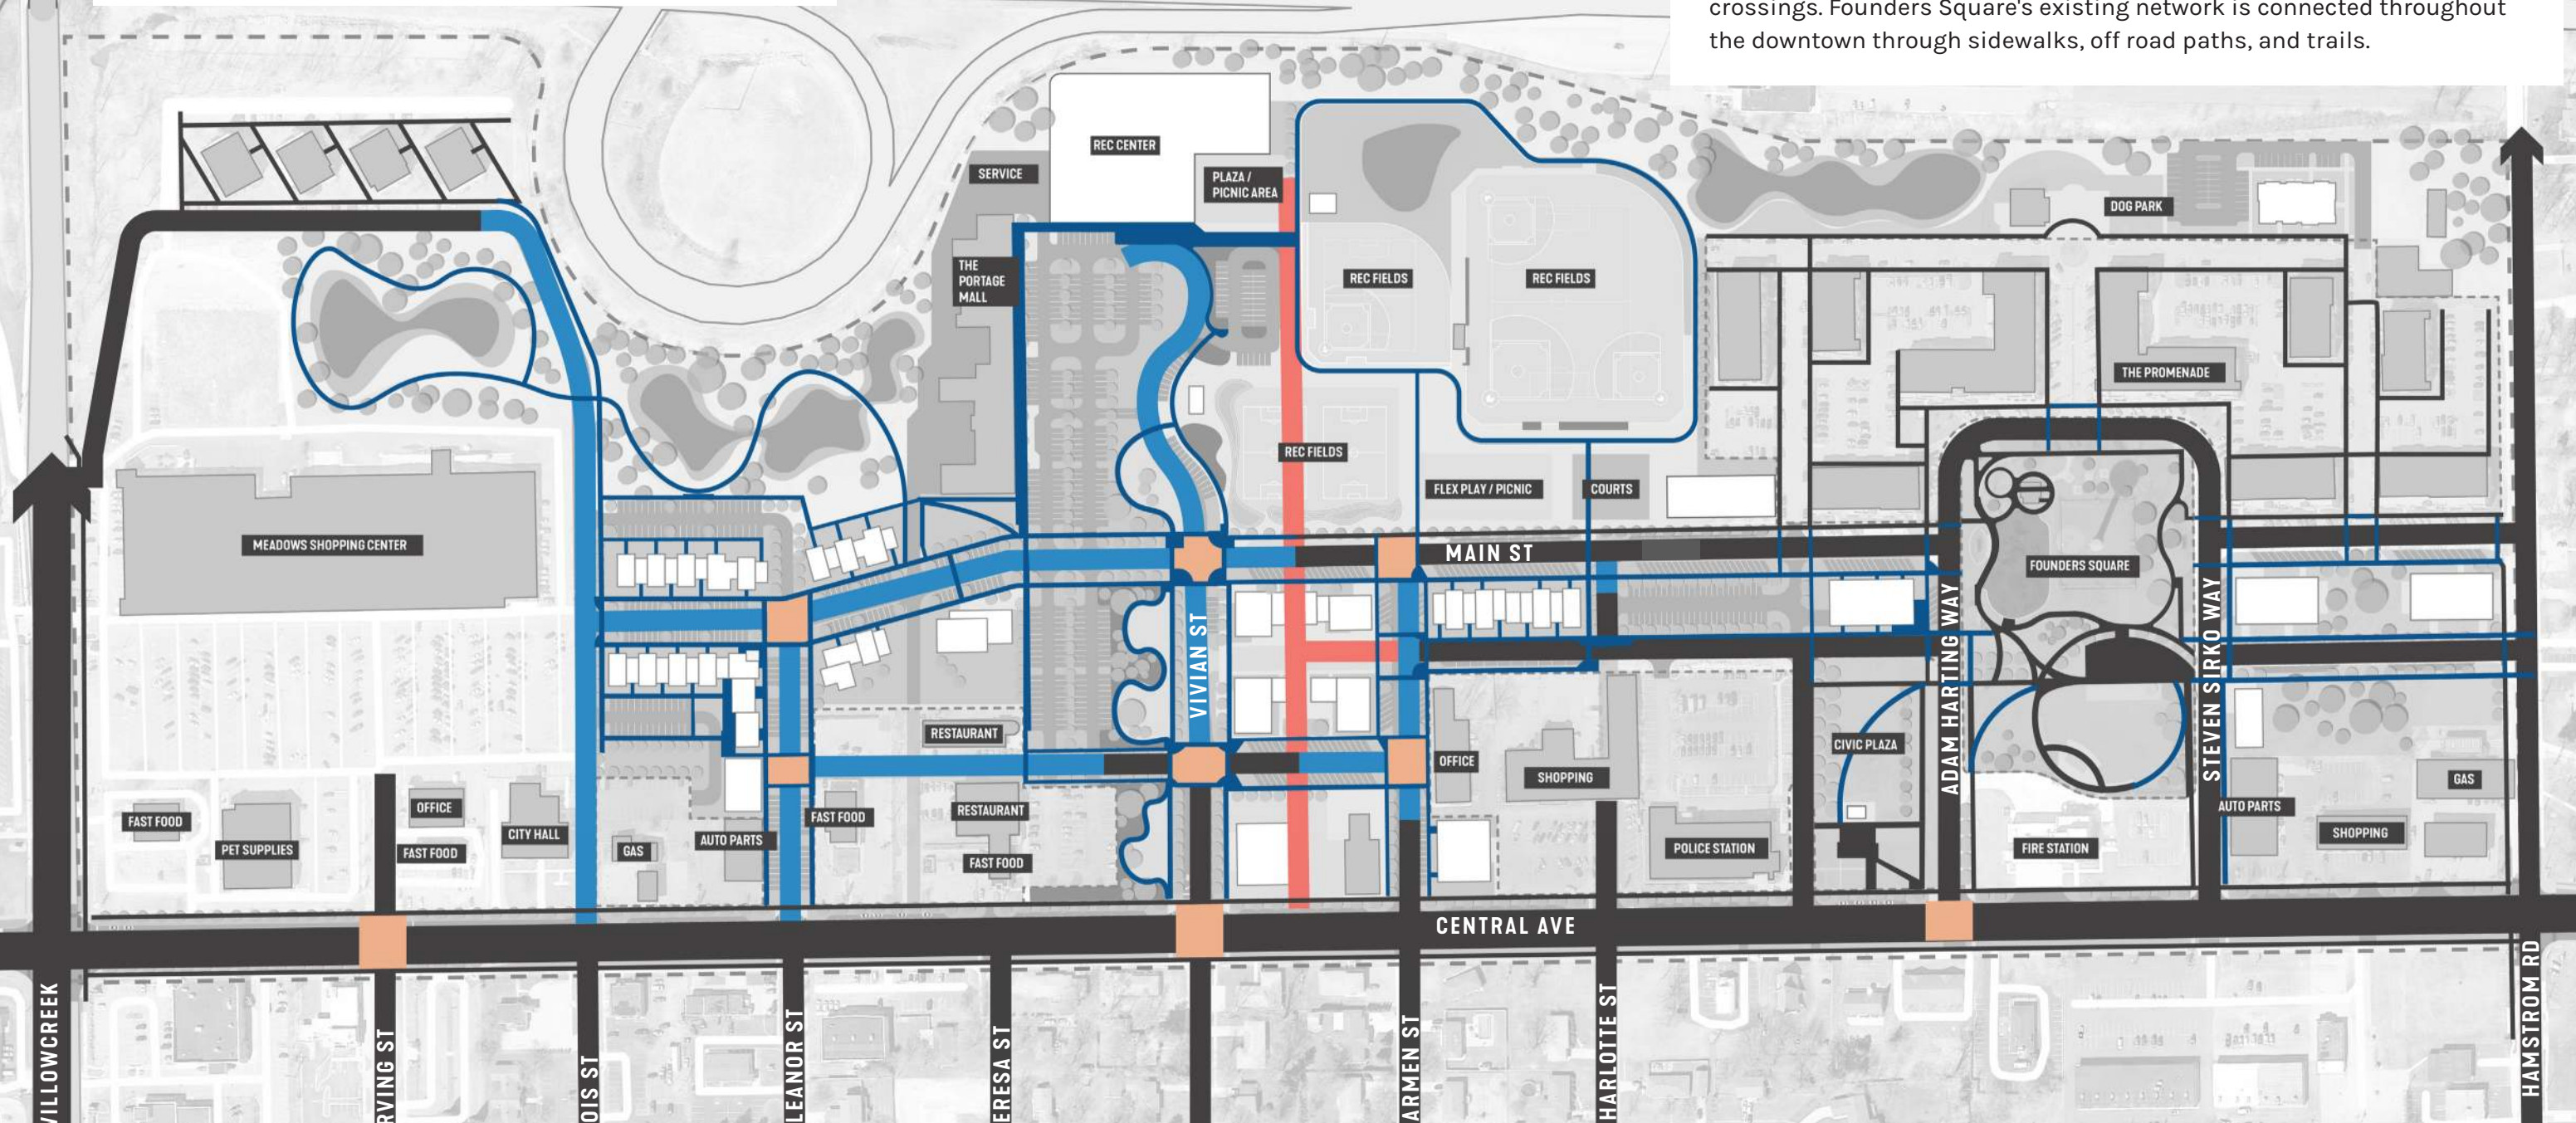 crossings. Founders Square's existing network is connected throughout
the downtown through sidewalks, off road paths, and trails.
REC CENTER
SERVICE
PLAZA /
PICNIC AREA
DOG PARK
THE
PORTAGE
MALL
REC FIELDS
REC FIELDS
THE PROMENADE
REC FIELDS
FLEX PLAY / PICNIC
COURTS
MEADOWS SHOPPING CENTER
MAIN ST
FOUNDERS SQUARE
VIVIAN ST
ADAM HARTING WAY
STEVEN SIRKO WAY
RESTAURANT
CIVIC PLAZA
OFFICE
SHOPPING
GAS
FAST FOOD
OFFICE
RESTAURANT
AUTO PARTS
FAST FOOD
CITY HALL
SHOPPING
PET SUPPLIES
FAST FOOD
GAS
AUTO PARTS
FAST FOOD
POLICE STATION
FIRE STATION
CENTRAL AVE
WILLOWCREEK
RVING ST
OIS ST
LEANOR ST
ERESA ST
ARMEN ST
HARLOTTE ST
HAMSTROM RD